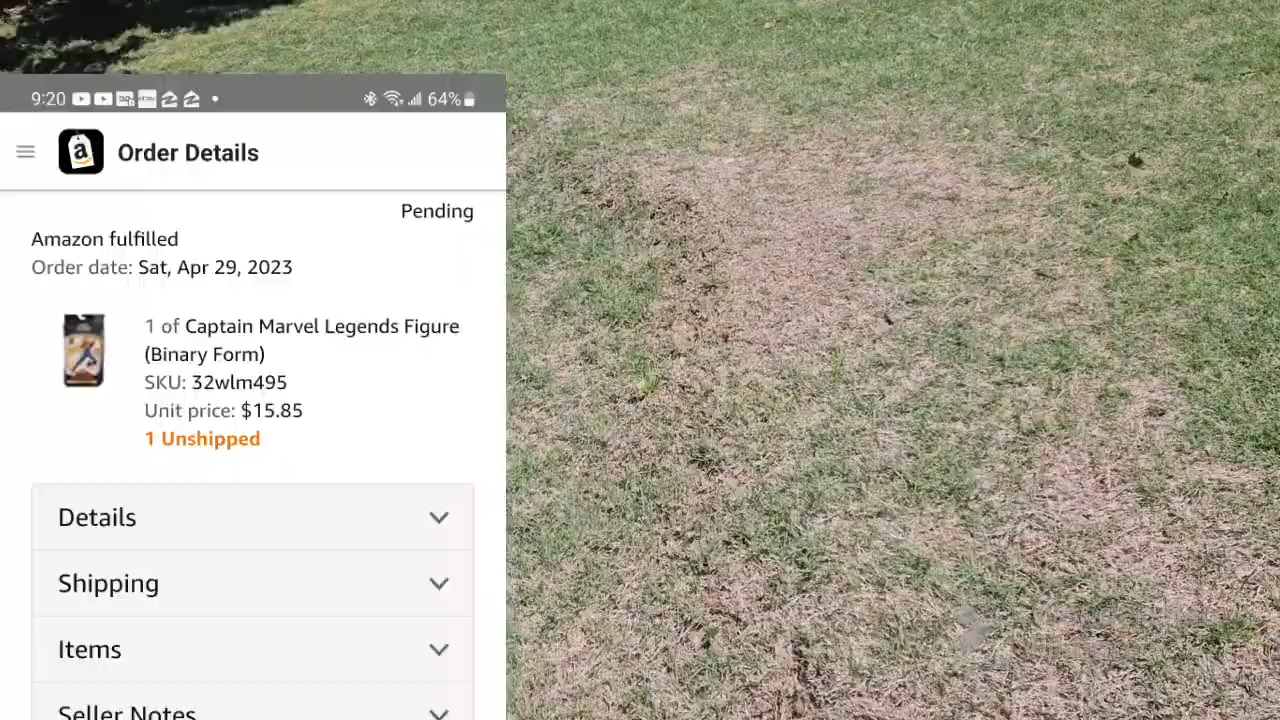 9:20
64%
Order Details
Pending
Amazon fulfilled
Order date: Sat, Apr 29, 2023
1 of Captain Marvel Legends Figure
(Binary Form)
SKU: 32wlm495
Unit price: $15.85
1 Unshipped
Details
Shipping
Items
Seller Notes